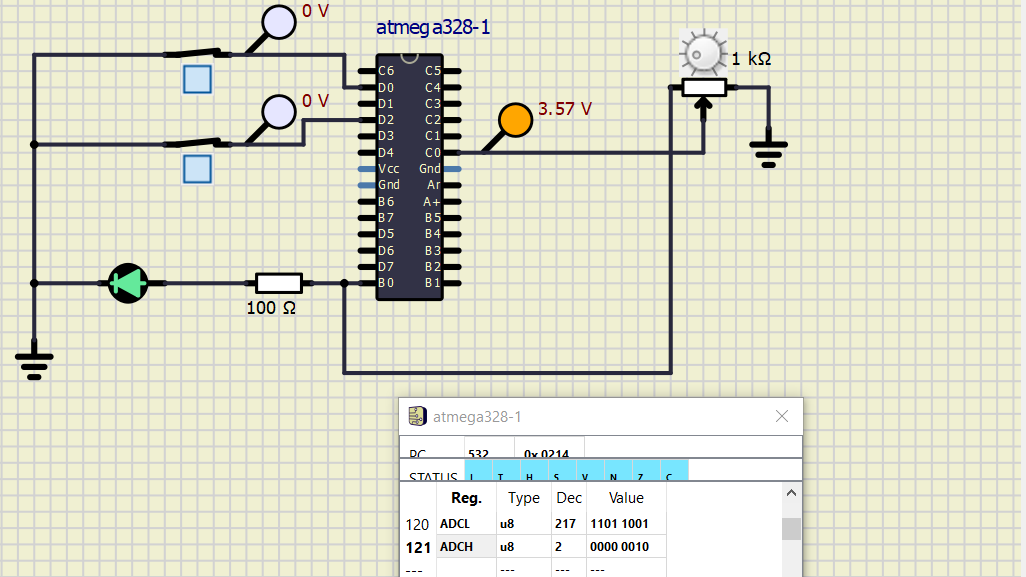 0 V
atmega328-1
1 kΩ
0 V
3.57 V
C6 C5
D0 C4
D1 C3
D2 C2
D3 C1
D4 C0
Vcc Gnd
Gnd Ar
B6 A+
B7 B5
D5 B4
D6 B3
D7 B2
B0 B1
100 Ω
atmega328-1
PC 532 0x 0214
STATUS I T H S V N Z C
Reg. Type Dec Value
120 ADCL u8 217 1101 1001
121 ADCH u8 2 0000 0010
--- --- --- ---